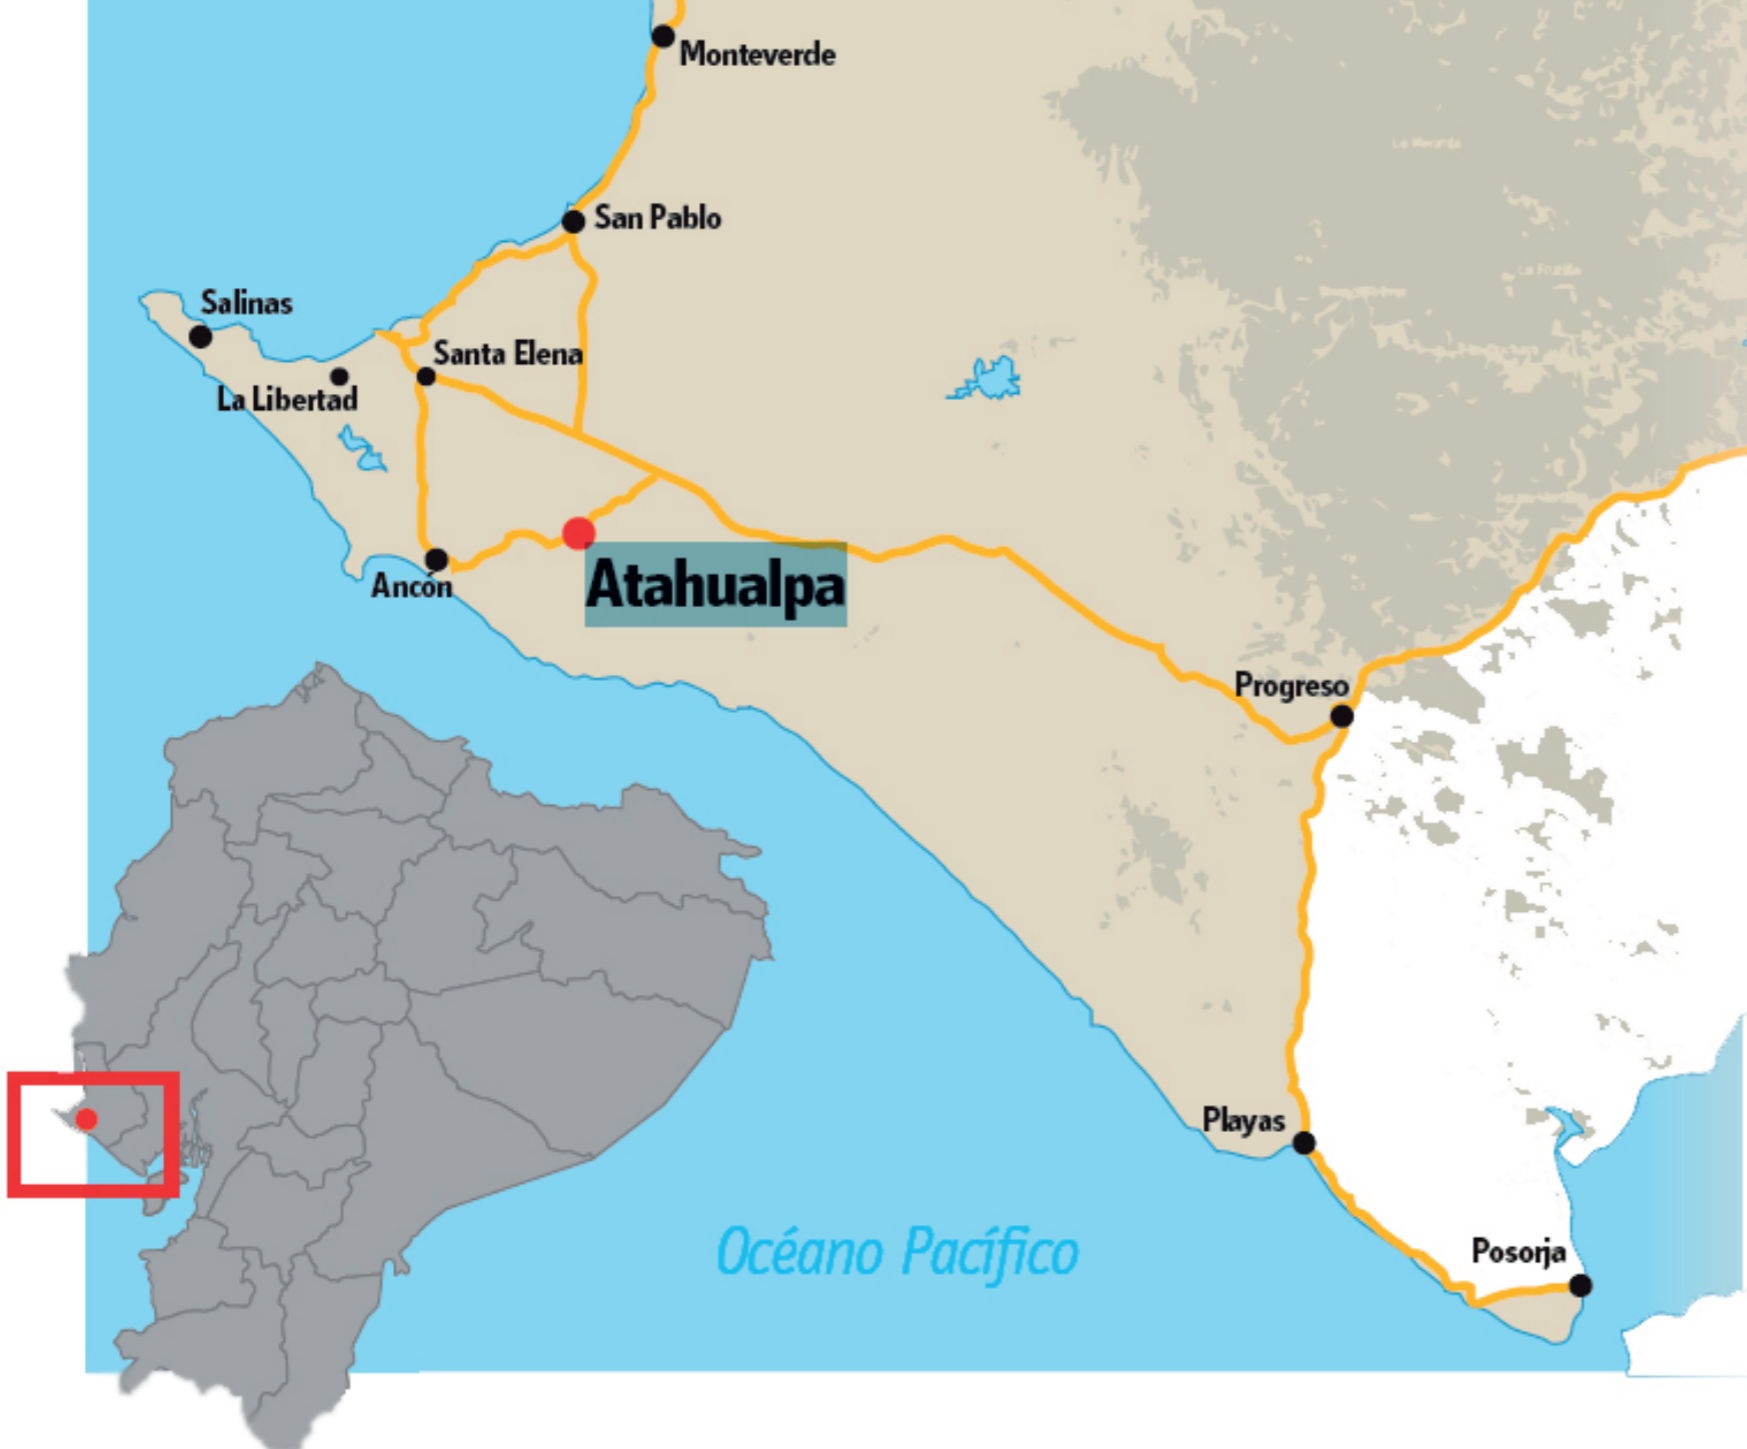 Monteverde
San Pablo
Salinas
Santa Elena
La Libertad
Ancón
Atahualpa
Progreso
Playas
Posorja
Océano Pacífico